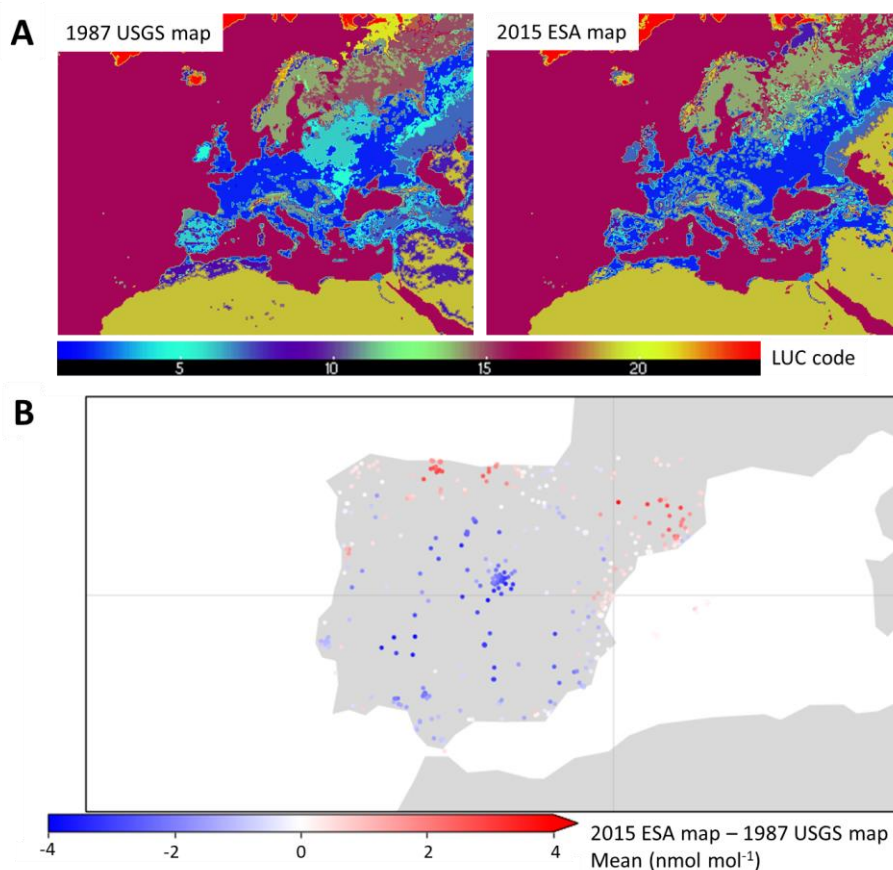 A
1987 USGS map
2015 ESA map
5
10
15
20
LUC code
B
-4
-2
0
2
4
2015 ESA map – 1987 USGS map
Mean (nmol mol⁻¹)